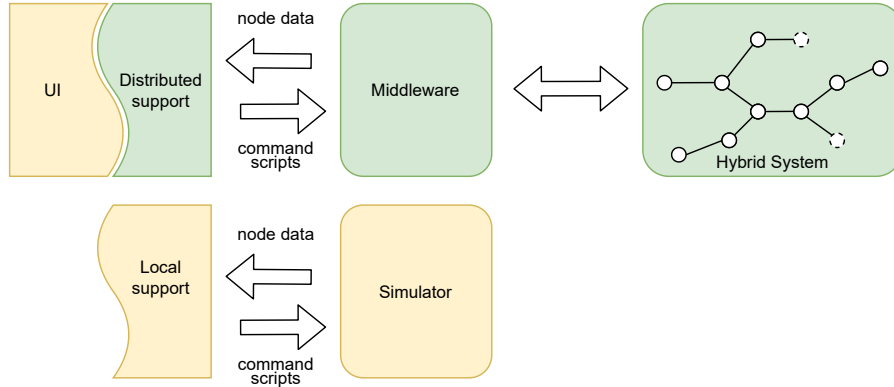 node data
UI
Distributed
support
Middleware
command
scripts
Hybrid System
node data
Local
support
Simulator
command
scripts